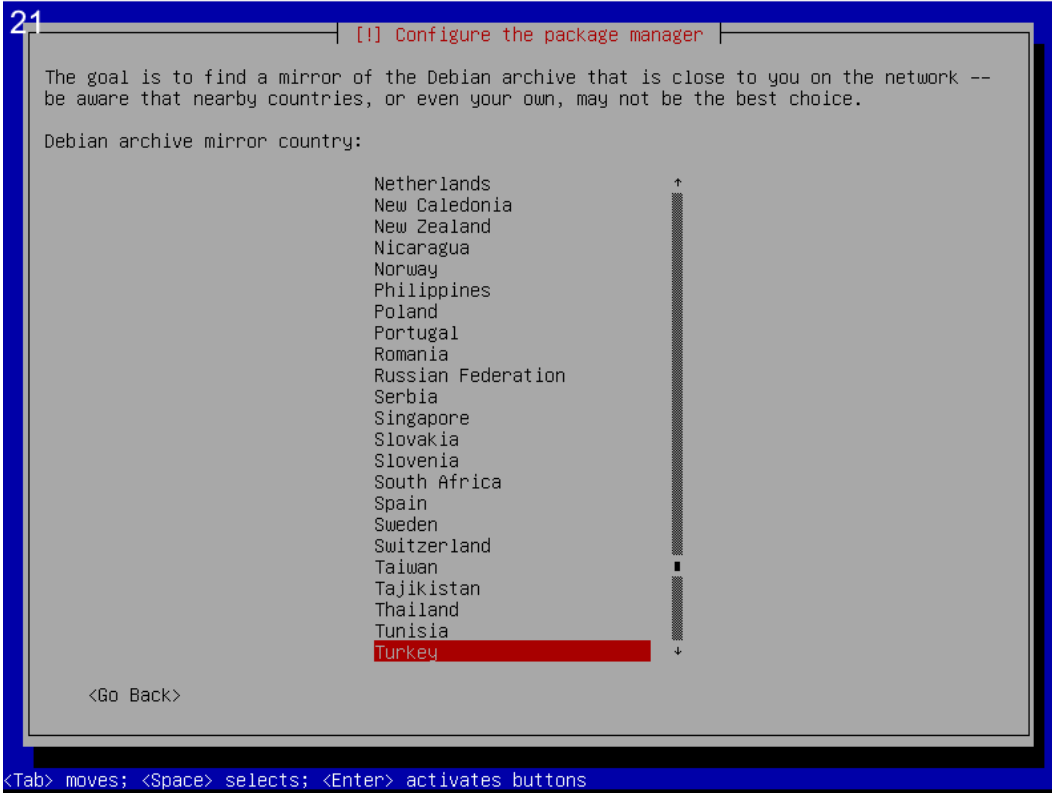 21
[!] Configure the package manager
The goal is to find a mirror of the Debian archive that is close to you on the network --
be aware that nearby countries, or even your own, may not be the best choice.
Debian archive mirror country:
Netherlands
New Caledonia
New Zealand
Nicaragua
Norway
Philippines
Poland
Portugal
Romania
Russian Federation
Serbia
Singapore
Slovakia
Slovenia
South Africa
Spain
Sweden
Switzerland
Taiwan
Tajikistan
Thailand
Tunisia
Turkey
<Go Back>
<Tab> moves; <Space> selects; <Enter> activates buttons